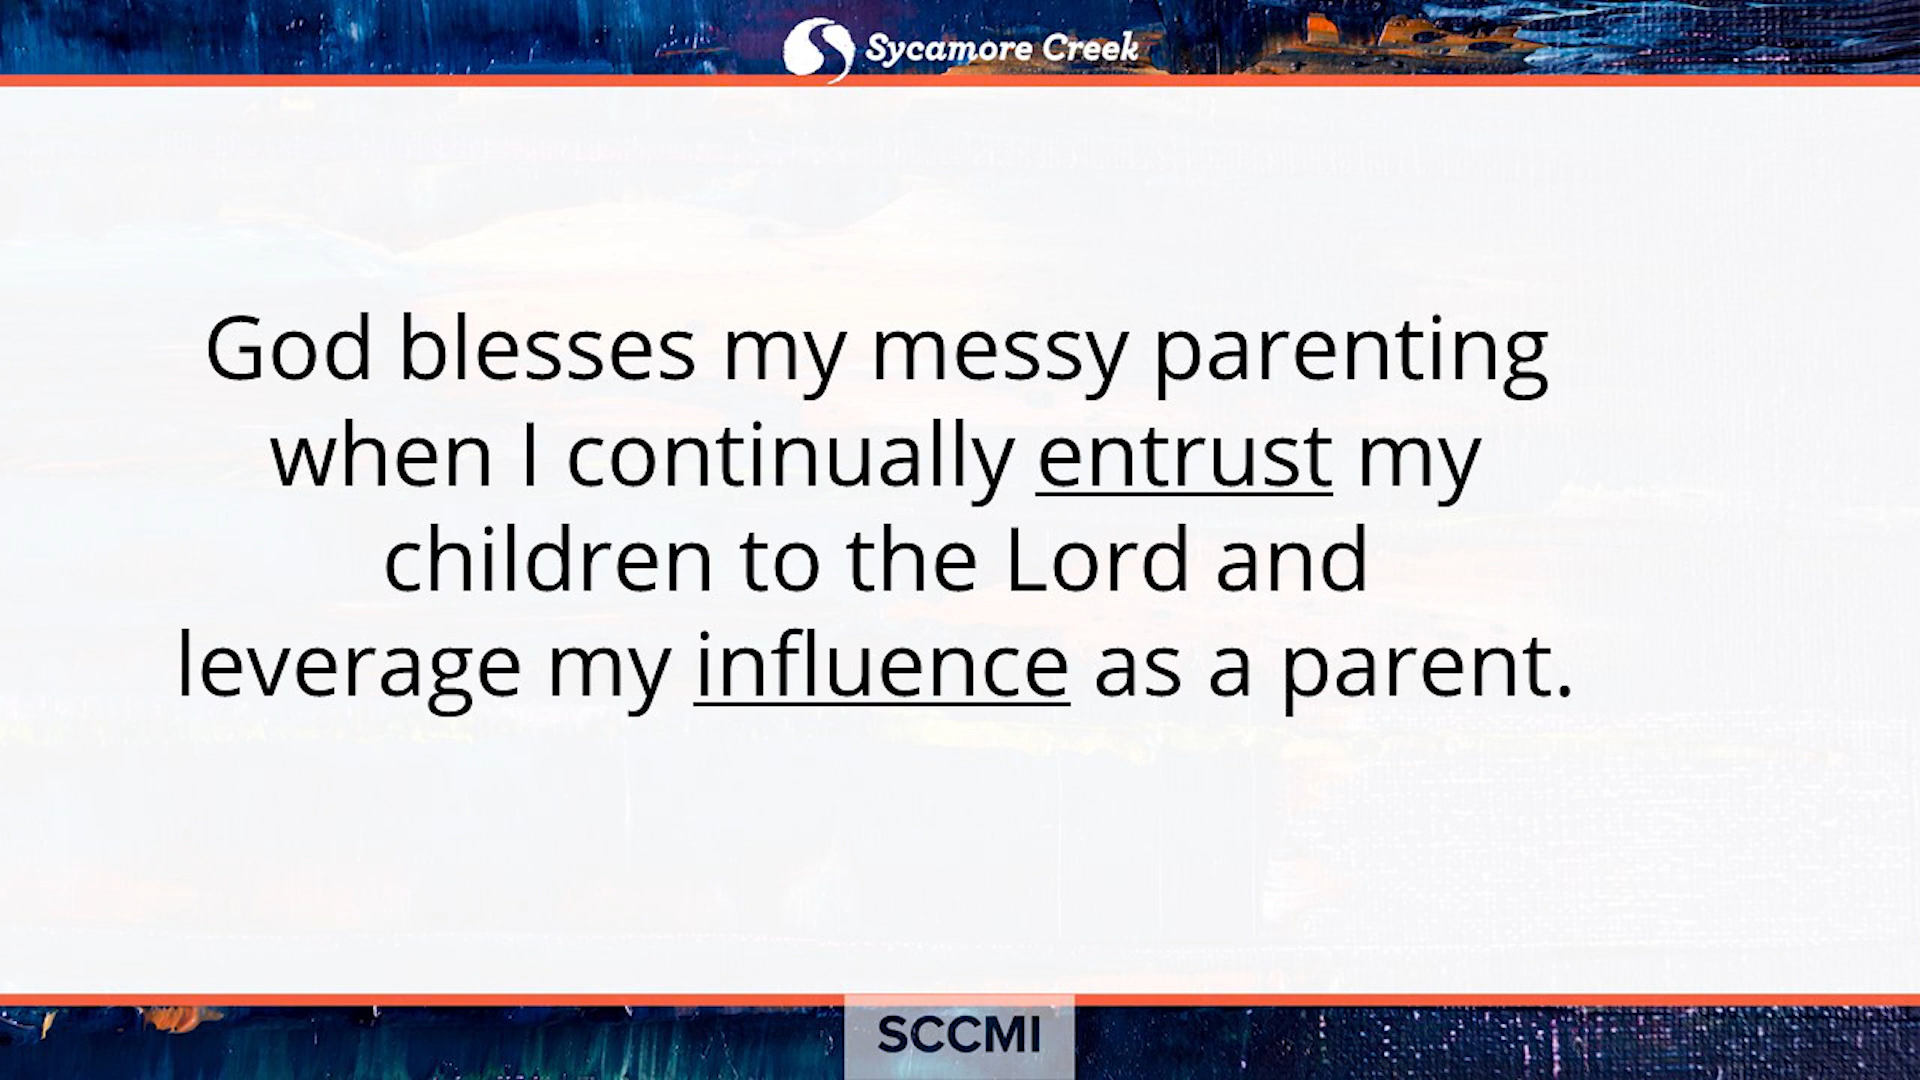 Sycamore Creek
God blesses my messy parenting
when I continually entrust my
children to the Lord and
leverage my influence as a parent.
SCCMI